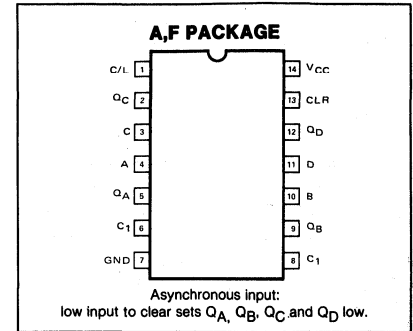 A,F PACKAGE
C/L 1 14 VCC
QC 2 13 CLR
C 3 12 QD
A 4 11 D
QA 5 10 B
C1 6 9 QB
GND 7 8 C1
Asynchronous input:
low input to clear sets QA, QB, QC and QD low.